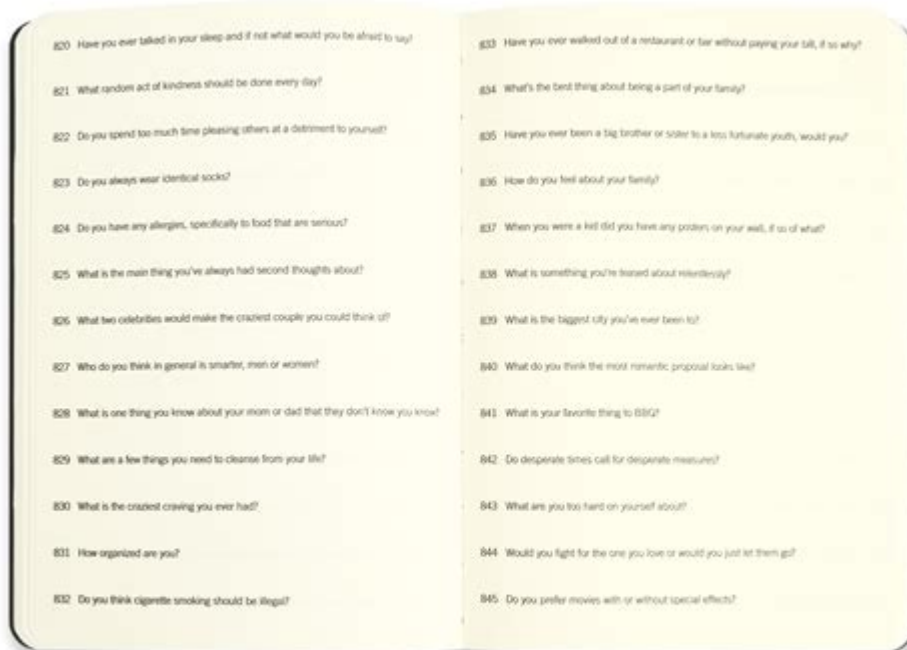 820 Have you ever talked in your sleep and if not what would you be afraid to say?
821 What random act of kindness should be done every day?
822 Do you spend too much time pleasing others at a detriment to yourself?
823 Do you always wear identical socks?
824 Do you have any allergies, specifically to food that are serious?
825 What is the main thing you've always had second thoughts about?
826 What two celebrities would make the craziest couple you could think of?
827 Who do you think in general is smarter, men or women?
828 What is one thing you know about your mom or dad that they don't know you know?
829 What are a few things you need to cleanse from your life?
830 What is the craziest craving you ever had?
831 How organized are you?
832 Do you think cigarette smoking should be illegal?
833 Have you ever walked out of a restaurant or bar without paying your bill, if so why?
834 What's the best thing about being a part of your family?
835 Have you ever been a big brother or sister to a less fortunate youth, would you?
836 How do you feel about your family?
837 When you were a kid did you have any posters on your wall, if so of what?
838 What is something you're teased about relentlessly?
839 What is the biggest city you've ever been to?
840 What do you think the most romantic proposal looks like?
841 What is your favorite thing to BBQ?
842 Do desperate times call for desperate measures?
843 What are you too hard on yourself about?
844 Would you fight for the one you love or would you just let them go?
845 Do you prefer movies with or without special effects?